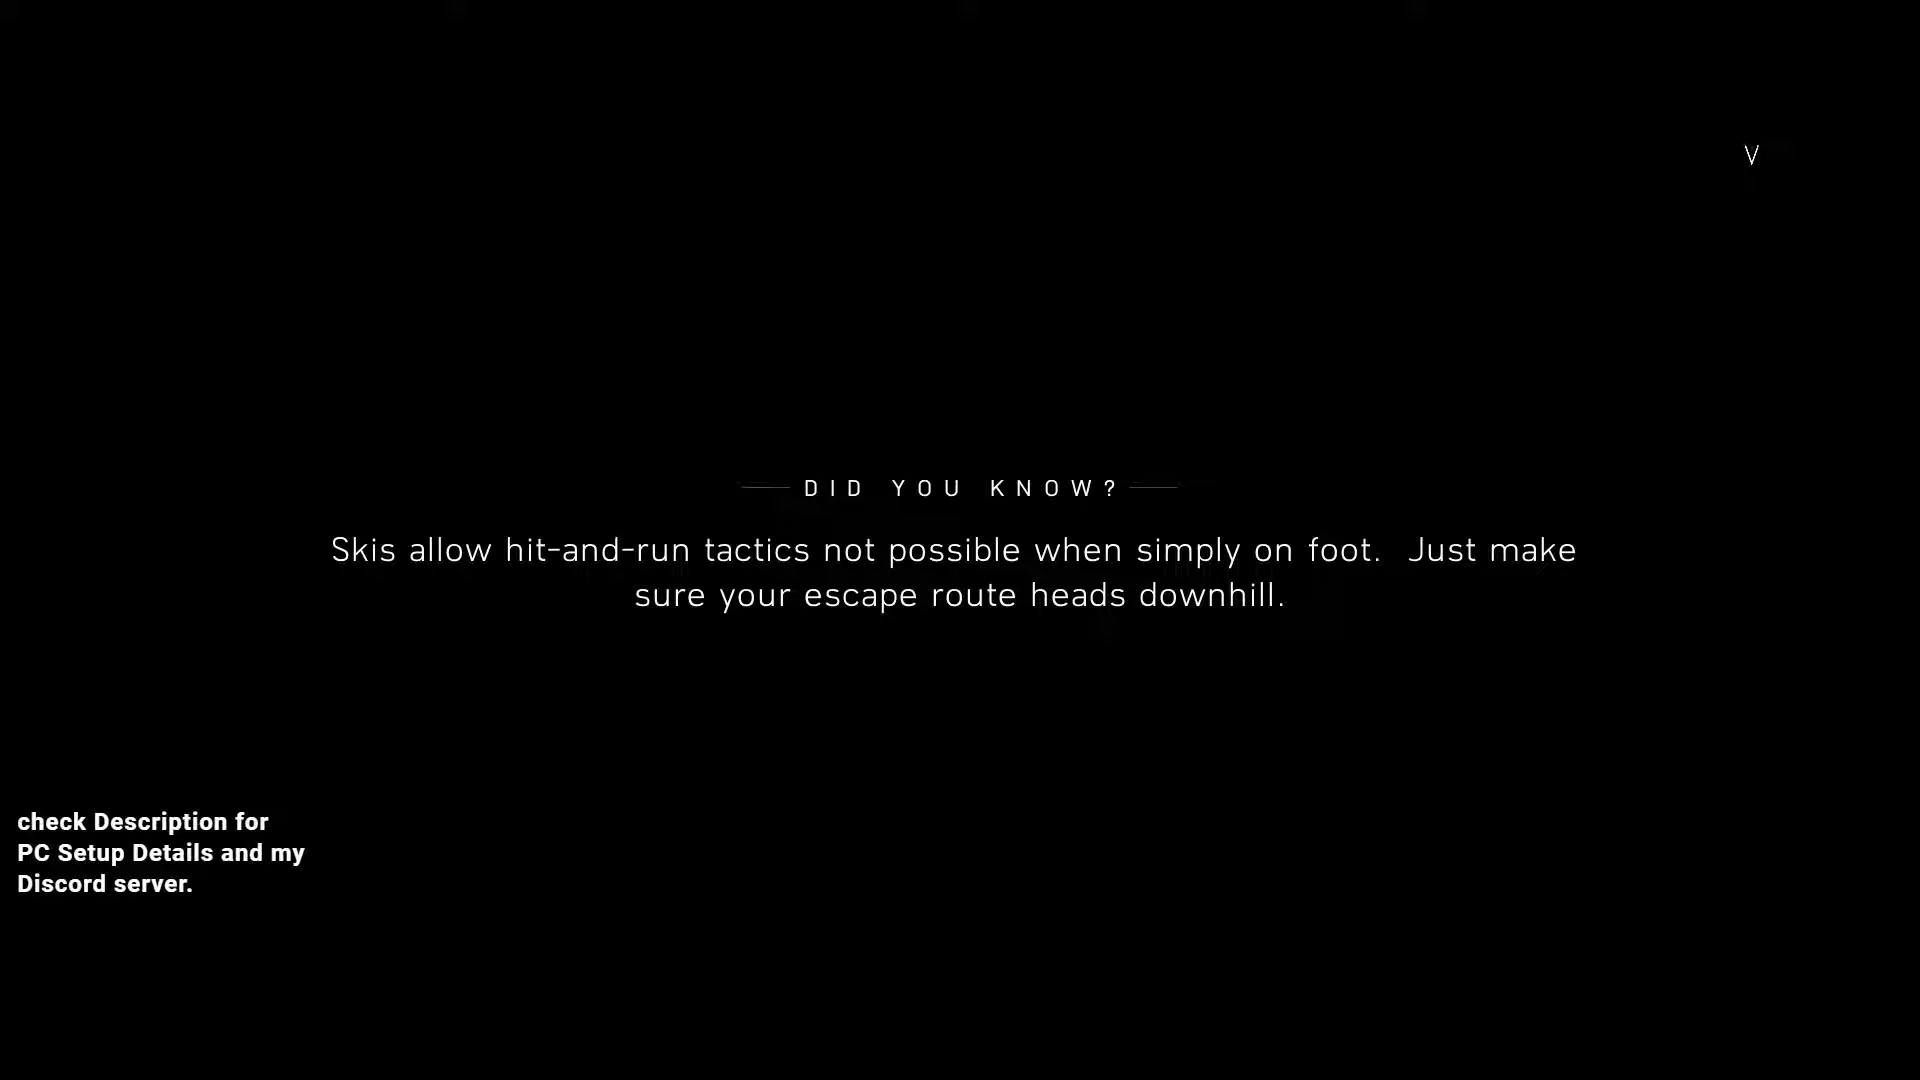 V
DID YOU KNOW?
Skis allow hit-and-run tactics not possible when simply on foot.  Just make
sure your escape route heads downhill.
check Description for
PC Setup Details and my
Discord server.